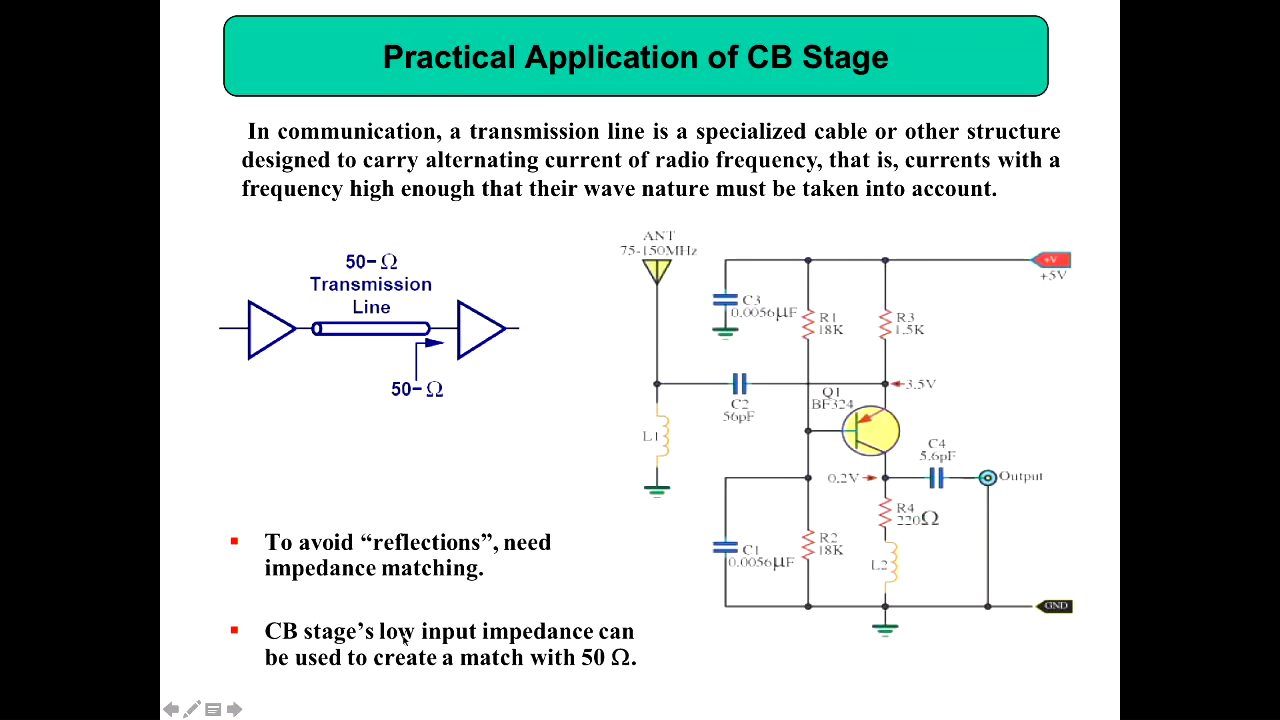 Practical Application of CB Stage
In communication, a transmission line is a specialized cable or other structure
designed to carry alternating current of radio frequency, that is, currents with a
frequency high enough that their wave nature must be taken into account.
50- Ω
Transmission
Line
50- Ω
ANT
75-150MHz
C3
0.0056µF
R1
18K
R3
1.5K
+V
+5V
C2
56pF
3.5V
Q1
BF324
L1
C4
5.6pF
0.2V
Output
R4
220Ω
C1
0.0056µF
R2
18K
L2
GND
To avoid “reflections”, need
impedance matching.
CB stage’s low input impedance can
be used to create a match with 50 Ω.